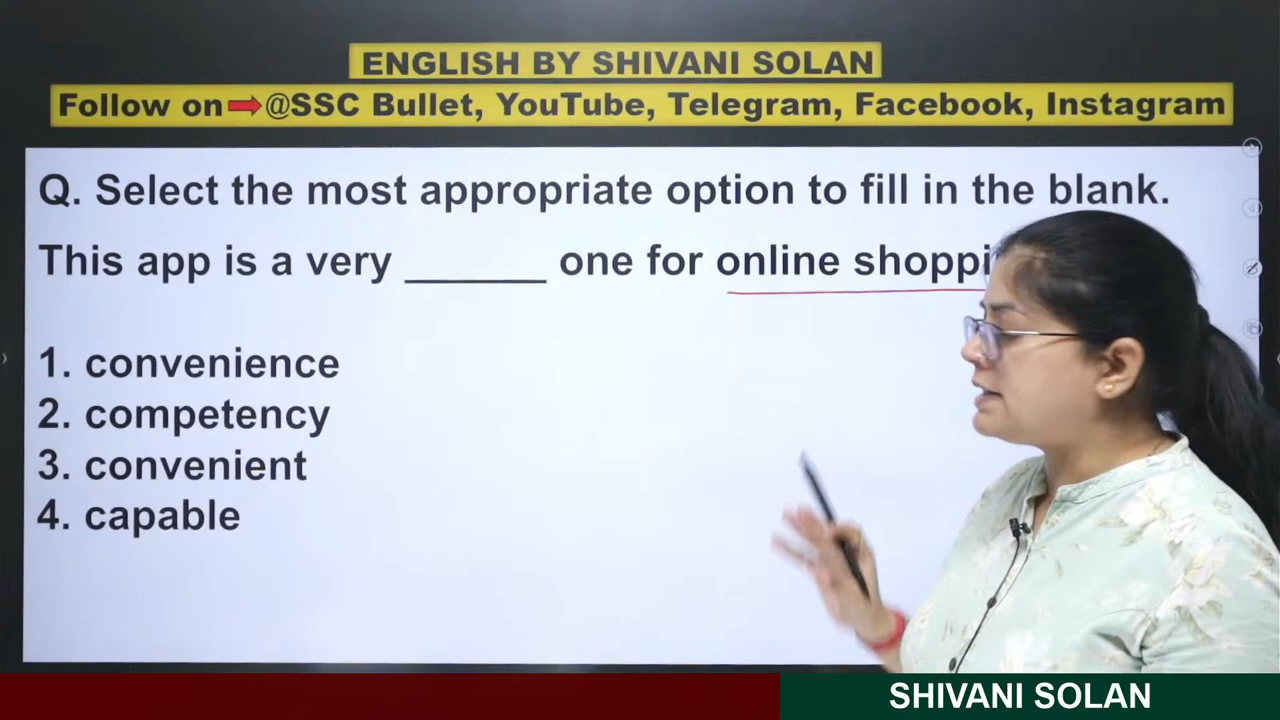 ENGLISH BY SHIVANI SOLAN
Follow on➡@SSC Bullet, YouTube, Telegram, Facebook, Instagram
Q. Select the most appropriate option to fill in the blank.
This app is a very ______ one for online shoppi
1. convenience
2. competency
3. convenient
4. capable
SHIVANI SOLAN